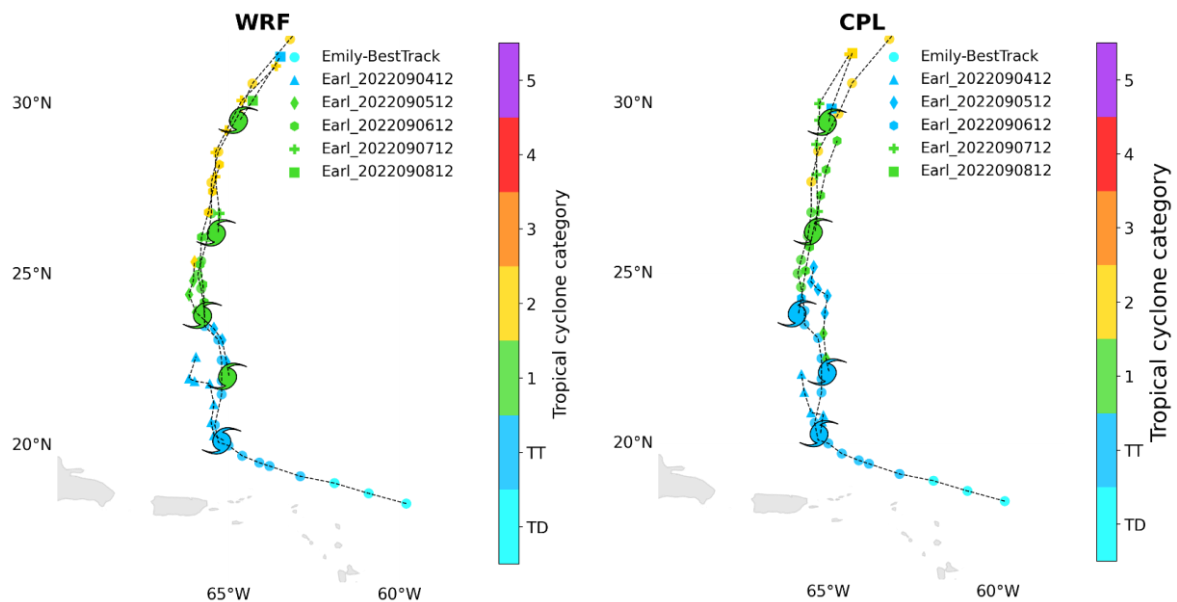 WRF
Emily-BestTrack
Earl_2022090412
Earl_2022090512
Earl_2022090612
Earl_2022090712
Earl_2022090812
30°N
25°N
20°N
65°W
60°W
5
4
3
2
1
TT
TD
Tropical cyclone category
CPL
Emily-BestTrack
Earl_2022090412
Earl_2022090512
Earl_2022090612
Earl_2022090712
Earl_2022090812
30°N
25°N
20°N
65°W
60°W
5
4
3
2
1
TT
TD
Tropical cyclone category